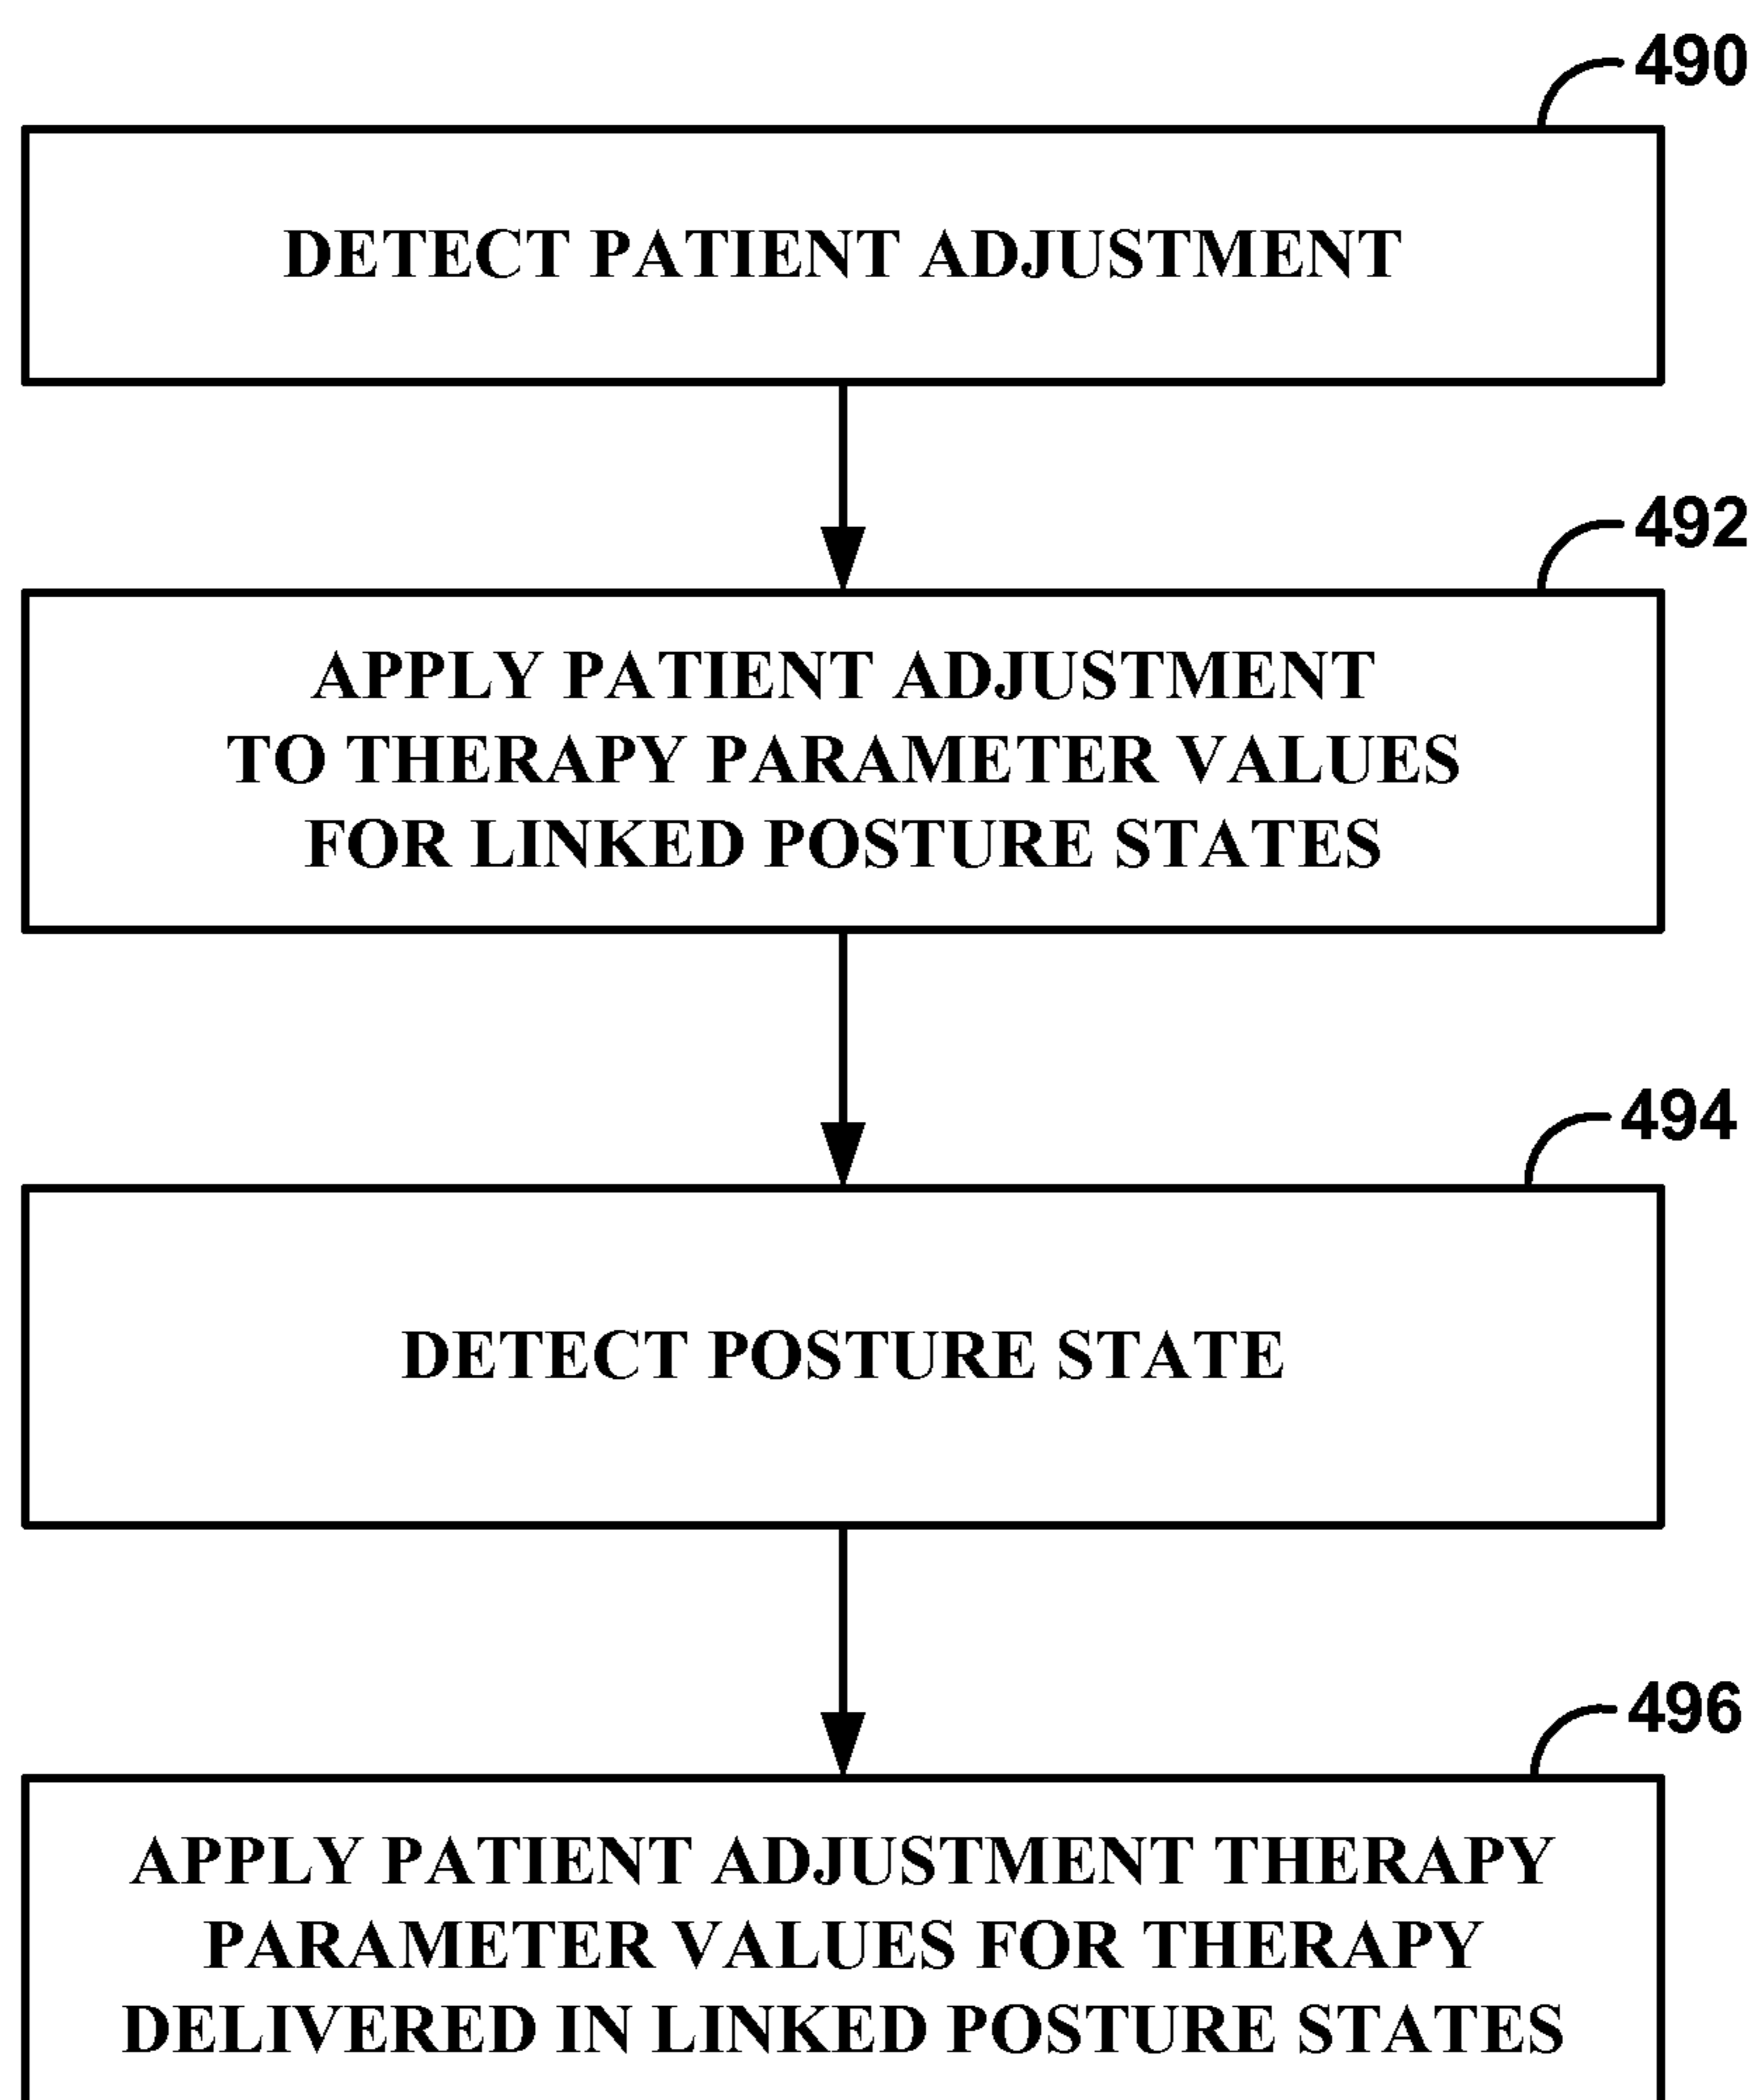 490
DETECT PATIENT ADJUSTMENT
492
APPLY PATIENT ADJUSTMENT
TO THERAPY PARAMETER VALUES
FOR LINKED POSTURE STATES
494
DETECT POSTURE STATE
496
APPLY PATIENT ADJUSTMENT THERAPY
PARAMETER VALUES FOR THERAPY
DELIVERED IN LINKED POSTURE STATES